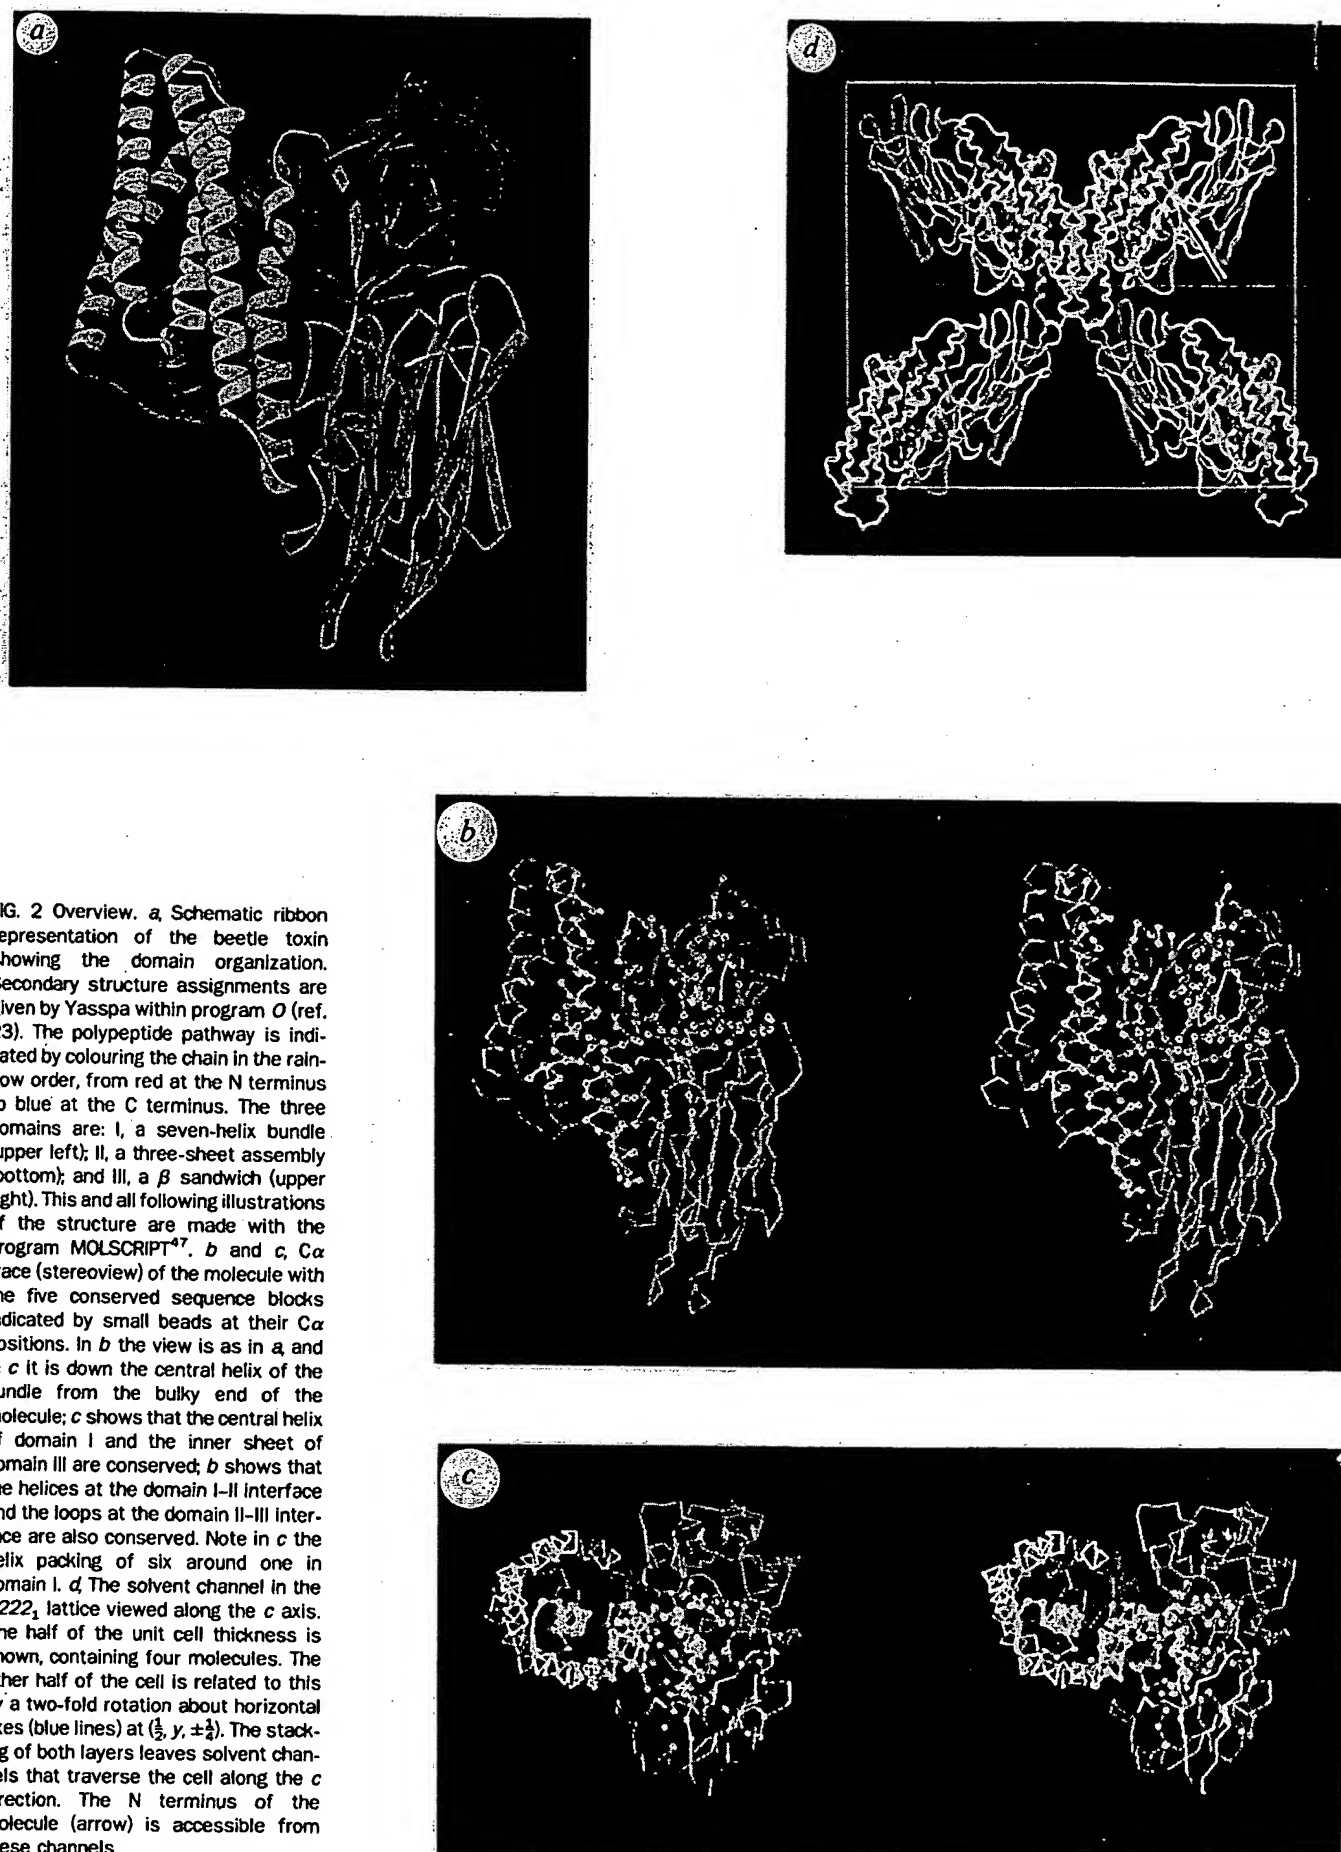 a
d
b
IG. 2 Overview. a, Schematic ribbon
epresentation of the beetle toxin
howing the domain organization.
Secondary structure assignments are
iven by Yasspa within program O (ref.
23). The polypeptide pathway is indi-
ated by colouring the chain in the rain-
ow order, from red at the N terminus
o blue at the C terminus. The three
omains are: I, a seven-helix bundle
upper left); II, a three-sheet assembly
bottom); and III, a β sandwich (upper
ight). This and all following illustrations
f the structure are made with the
rogram MOLSCRIPT⁴⁷. b and c, Cα
race (stereoview) of the molecule with
he five conserved sequence blocks
ndicated by small beads at their Cα
ositions. In b the view is as in a, and
c it is down the central helix of the
undle from the bulky end of the
nolecule; c shows that the central helix
f domain I and the inner sheet of
omain III are conserved; b shows that
he helices at the domain I–II interface
nd the loops at the domain II–III inter-
ace are also conserved. Note in c the
elix packing of six around one in
omain I. d, The solvent channel in the
222₁ lattice viewed along the c axis.
ne half of the unit cell thickness is
hown, containing four molecules. The
ther half of the cell is related to this
y a two-fold rotation about horizontal
xes (blue lines) at (½, y, ±¼). The stack-
g of both layers leaves solvent chan-
els that traverse the cell along the c
rection. The N terminus of the
olecule (arrow) is accessible from
ese channels.
c